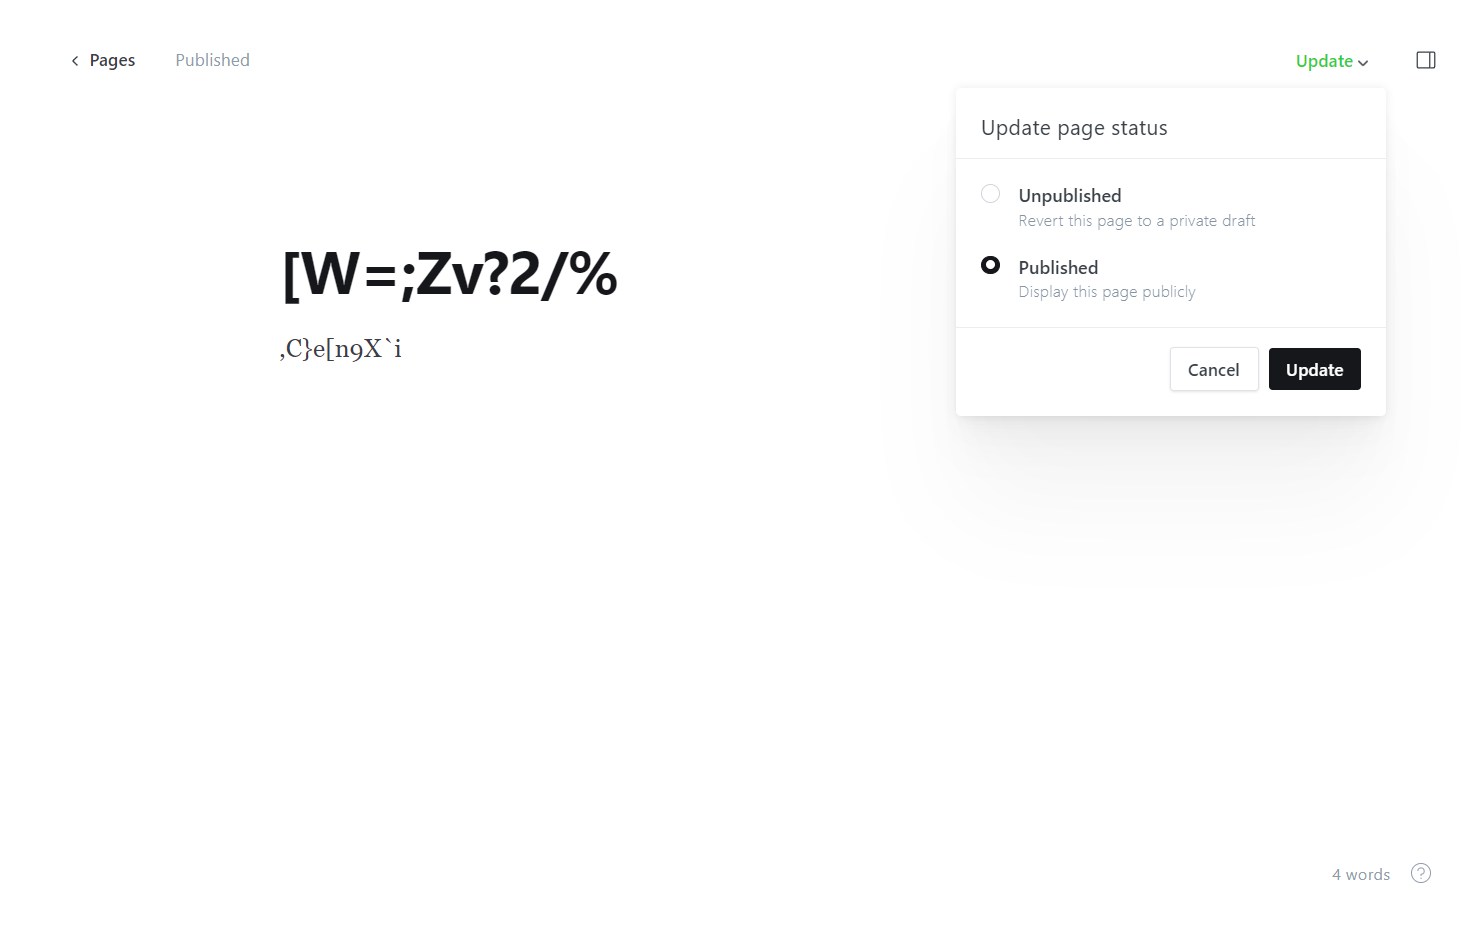 Pages
Published
Update
Update page status
Unpublished
Revert this page to a private draft
Published
Display this page publicly
Cancel
Update
[W=;Zv?2/%
,C}e[n9X`i
4 words